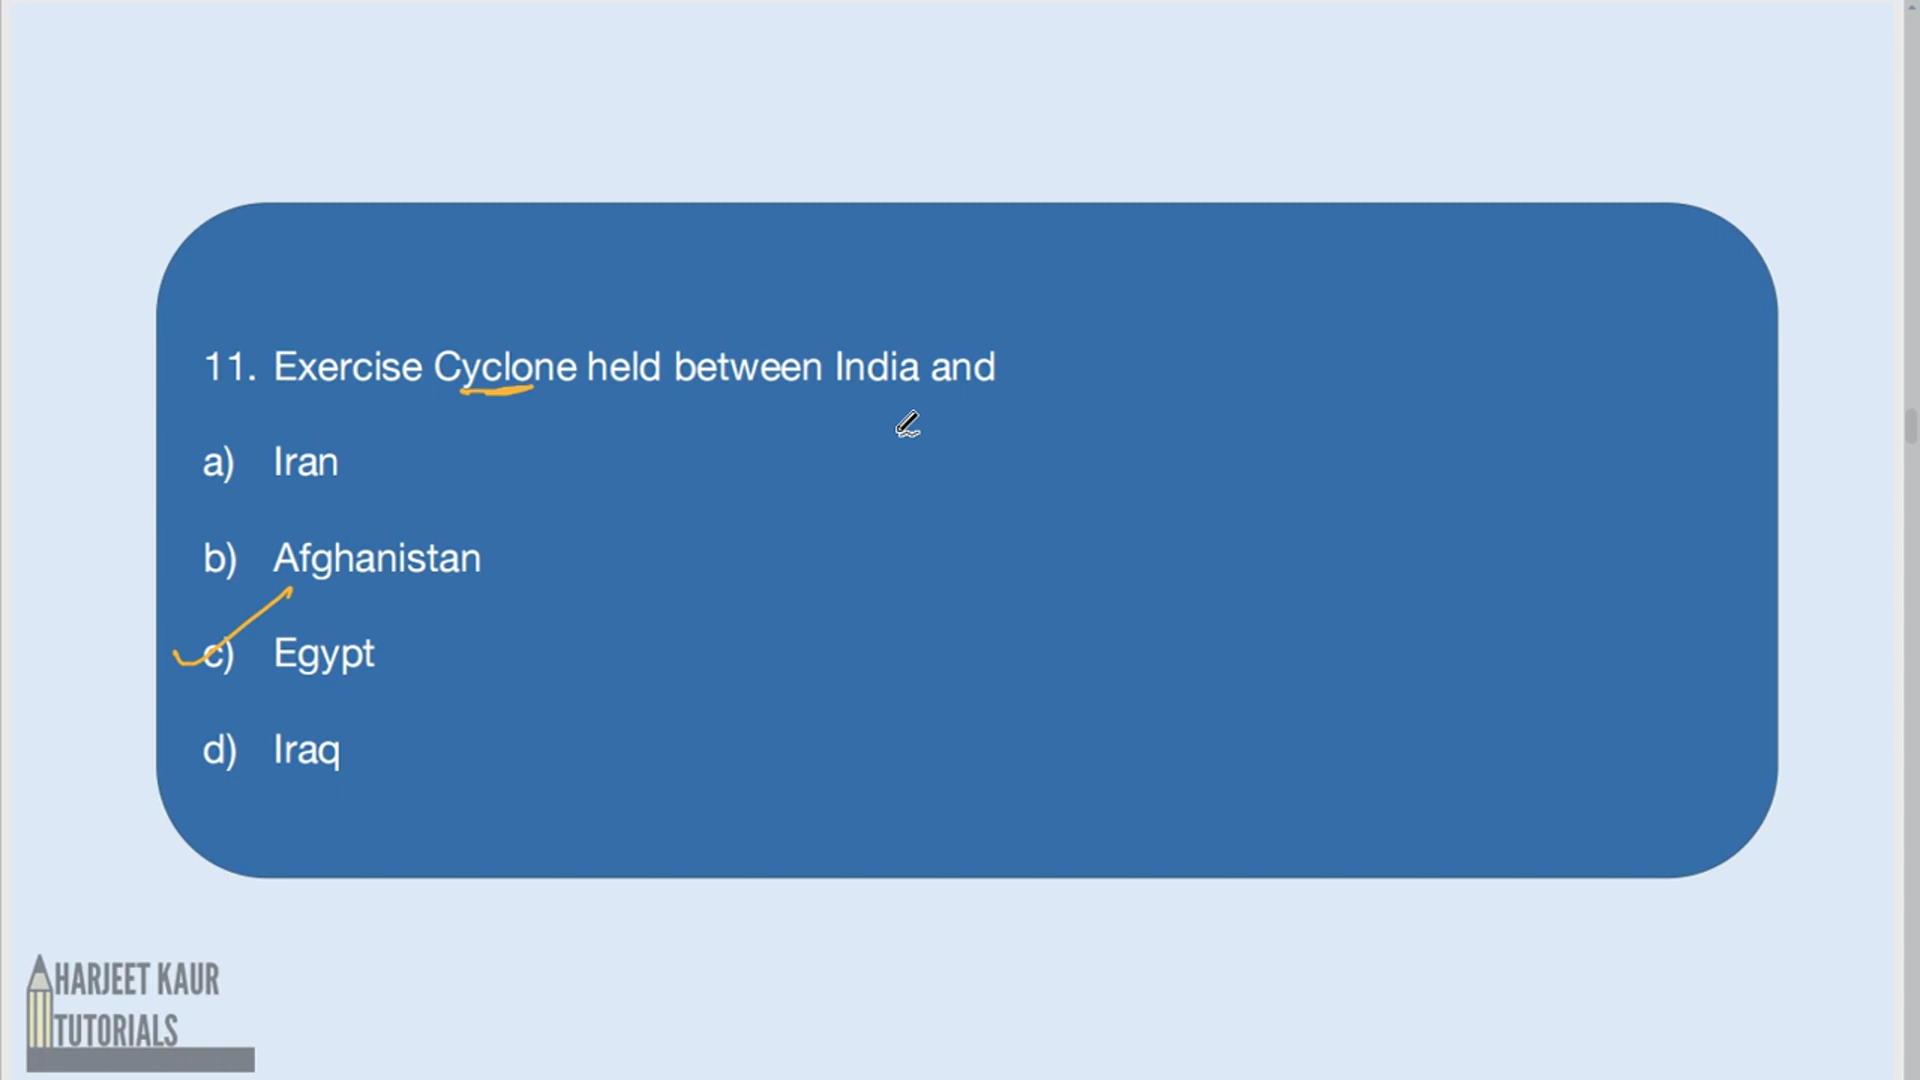 11. Exercise Cyclone held between India and
a) Iran
b) Afghanistan
c) Egypt
d) Iraq
HARJEET KAUR
TUTORIALS